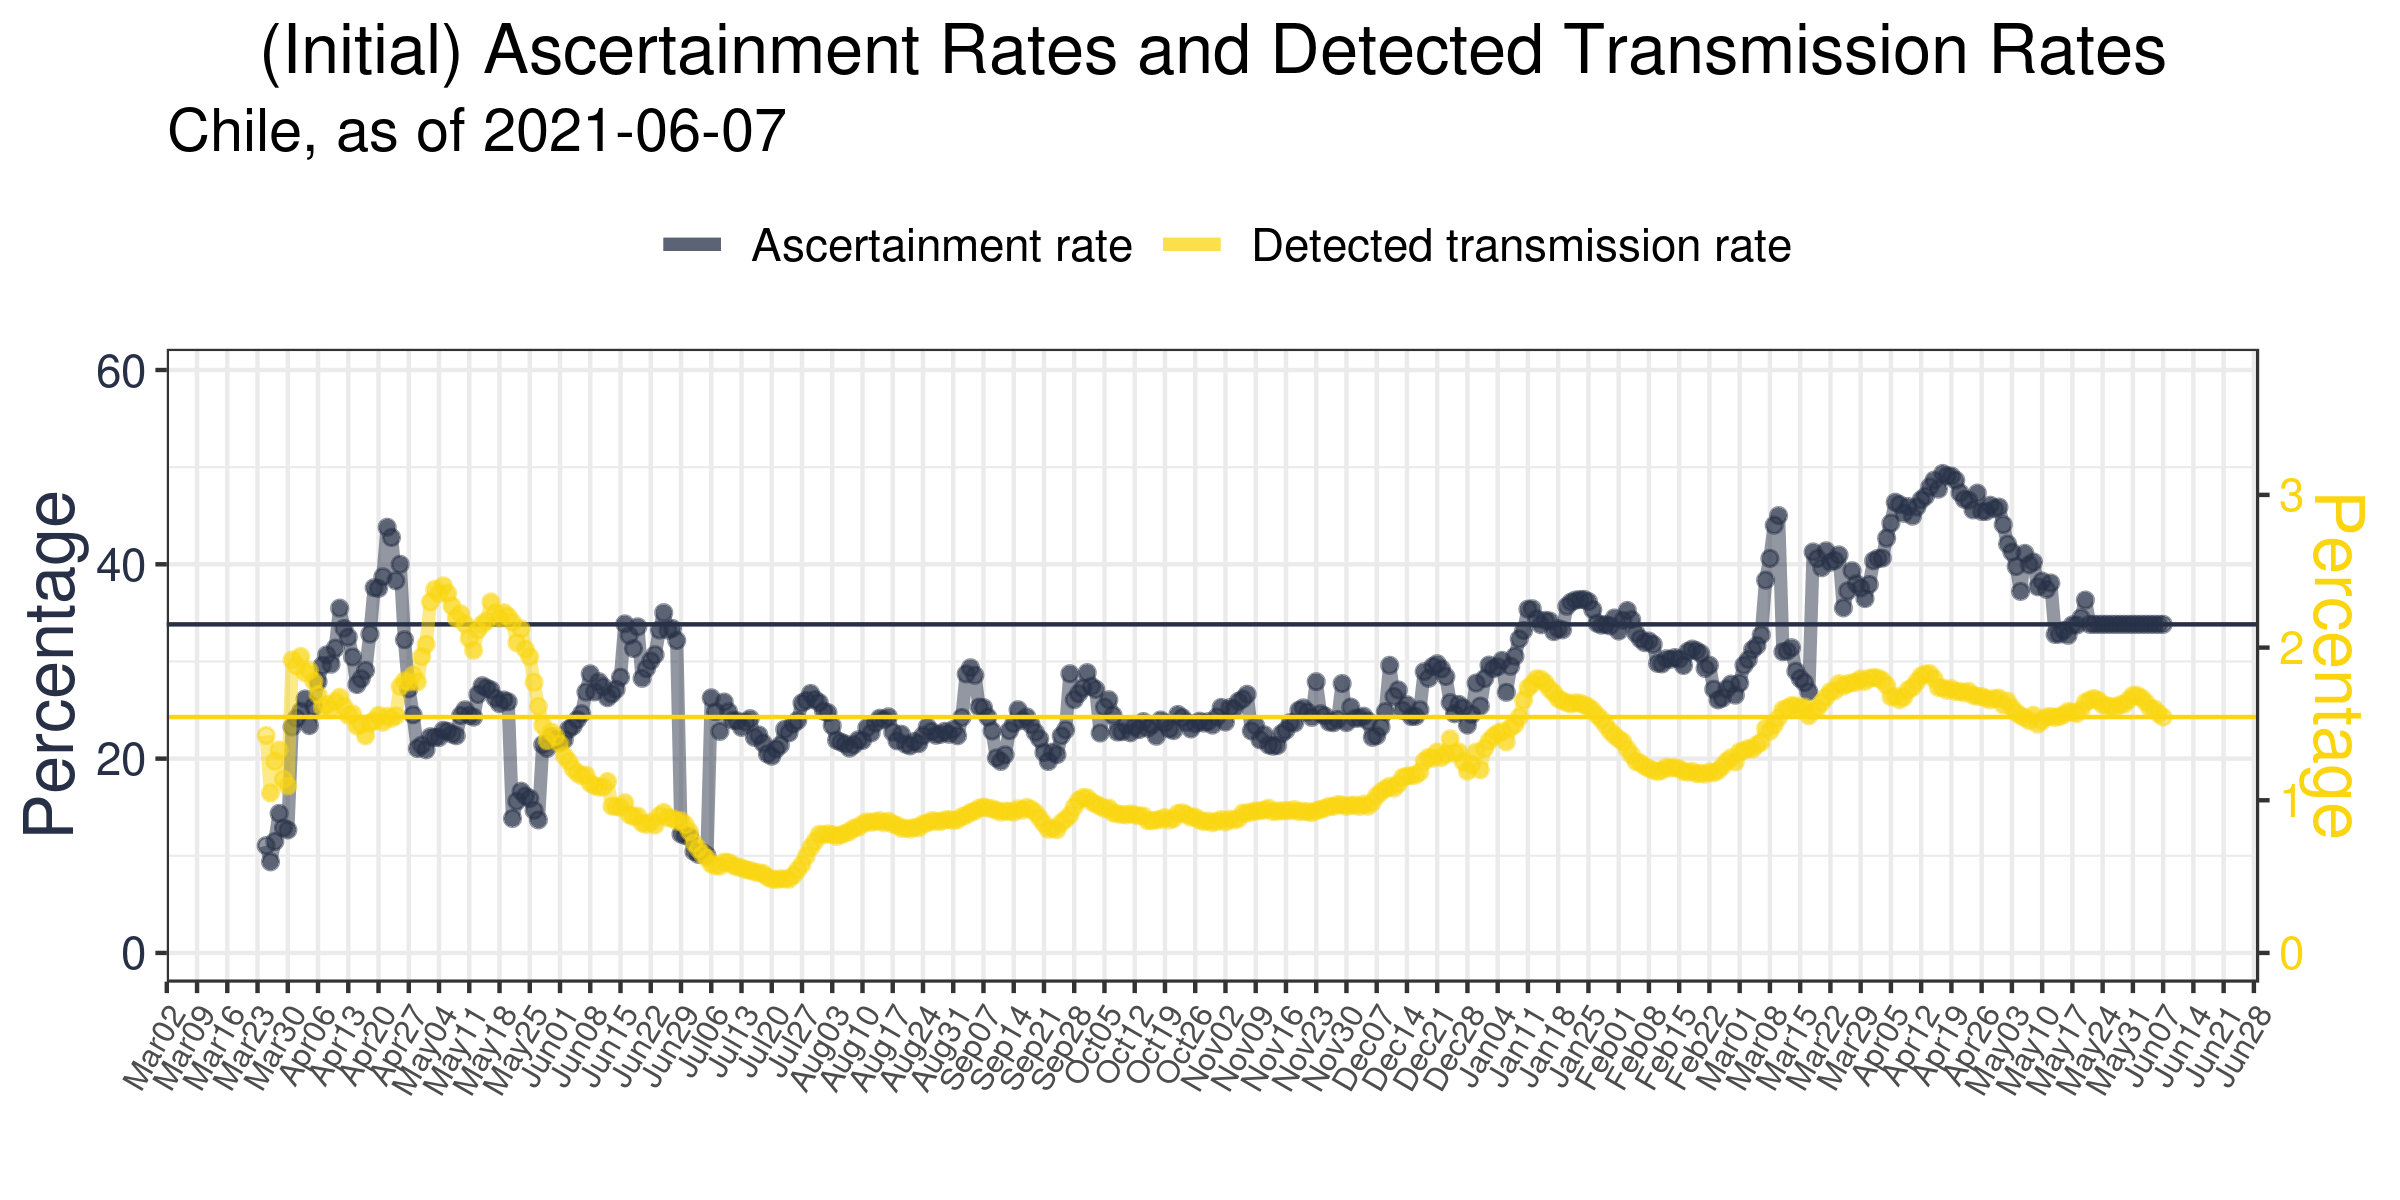 (Initial) Ascertainment Rates and Detected Transmission Rates
Chile, as of 2021-06-07
Ascertainment rate
Detected transmission rate
Percentage
60
40
20
0
Percentage
3
2
1
0
Mar02
Mar09
Mar16
Mar23
Mar30
Apr06
Apr13
Apr20
Apr27
May04
May11
May18
May25
Jun01
Jun08
Jun15
Jun22
Jun29
Jul06
Jul13
Jul20
Jul27
Aug03
Aug10
Aug17
Aug24
Aug31
Sep07
Sep14
Sep21
Sep28
Oct05
Oct12
Oct19
Oct26
Nov02
Nov09
Nov16
Nov23
Nov30
Dec07
Dec14
Dec21
Dec28
Jan04
Jan11
Jan18
Jan25
Feb01
Feb08
Feb15
Feb22
Mar01
Mar08
Mar15
Mar22
Mar29
Apr05
Apr12
Apr19
Apr26
May03
May10
May17
May24
May31
Jun07
Jun14
Jun21
Jun28